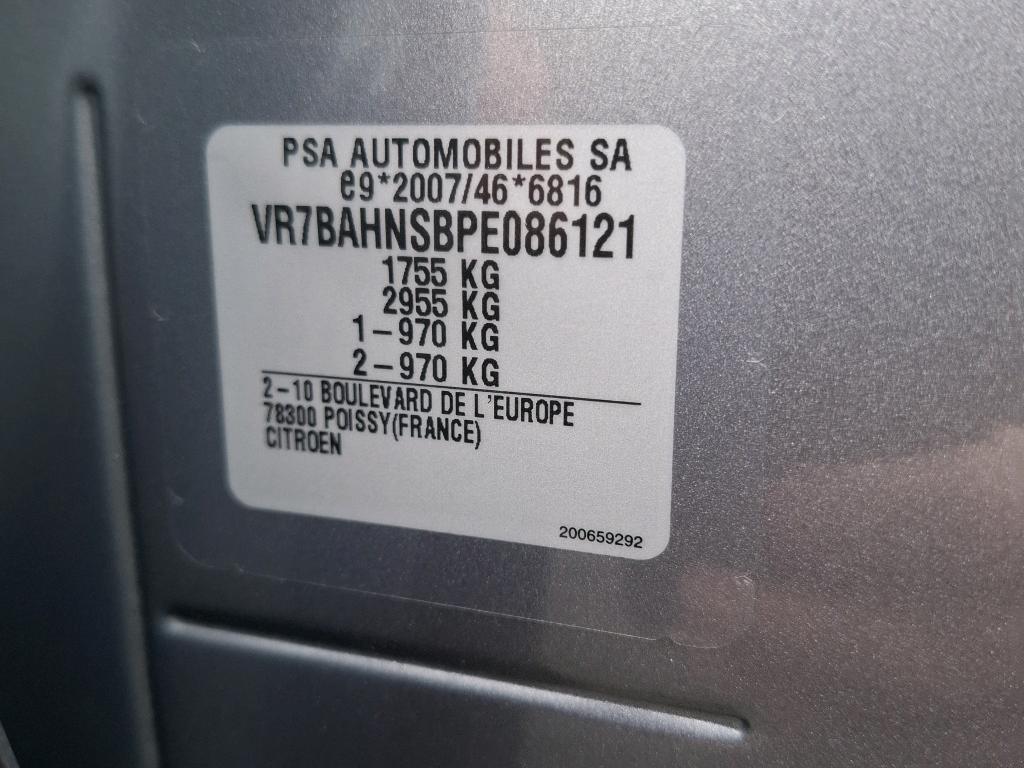 PSA AUTOMOBILES SA
e9*2007/46*6816
VR7BAHNSBPE086121
1755 KG
2955 KG
1-970 KG
2-970 KG
2-10 BOULEVARD DE L'EUROPE
78300 POISSY(FRANCE)
CITROEN
200659292